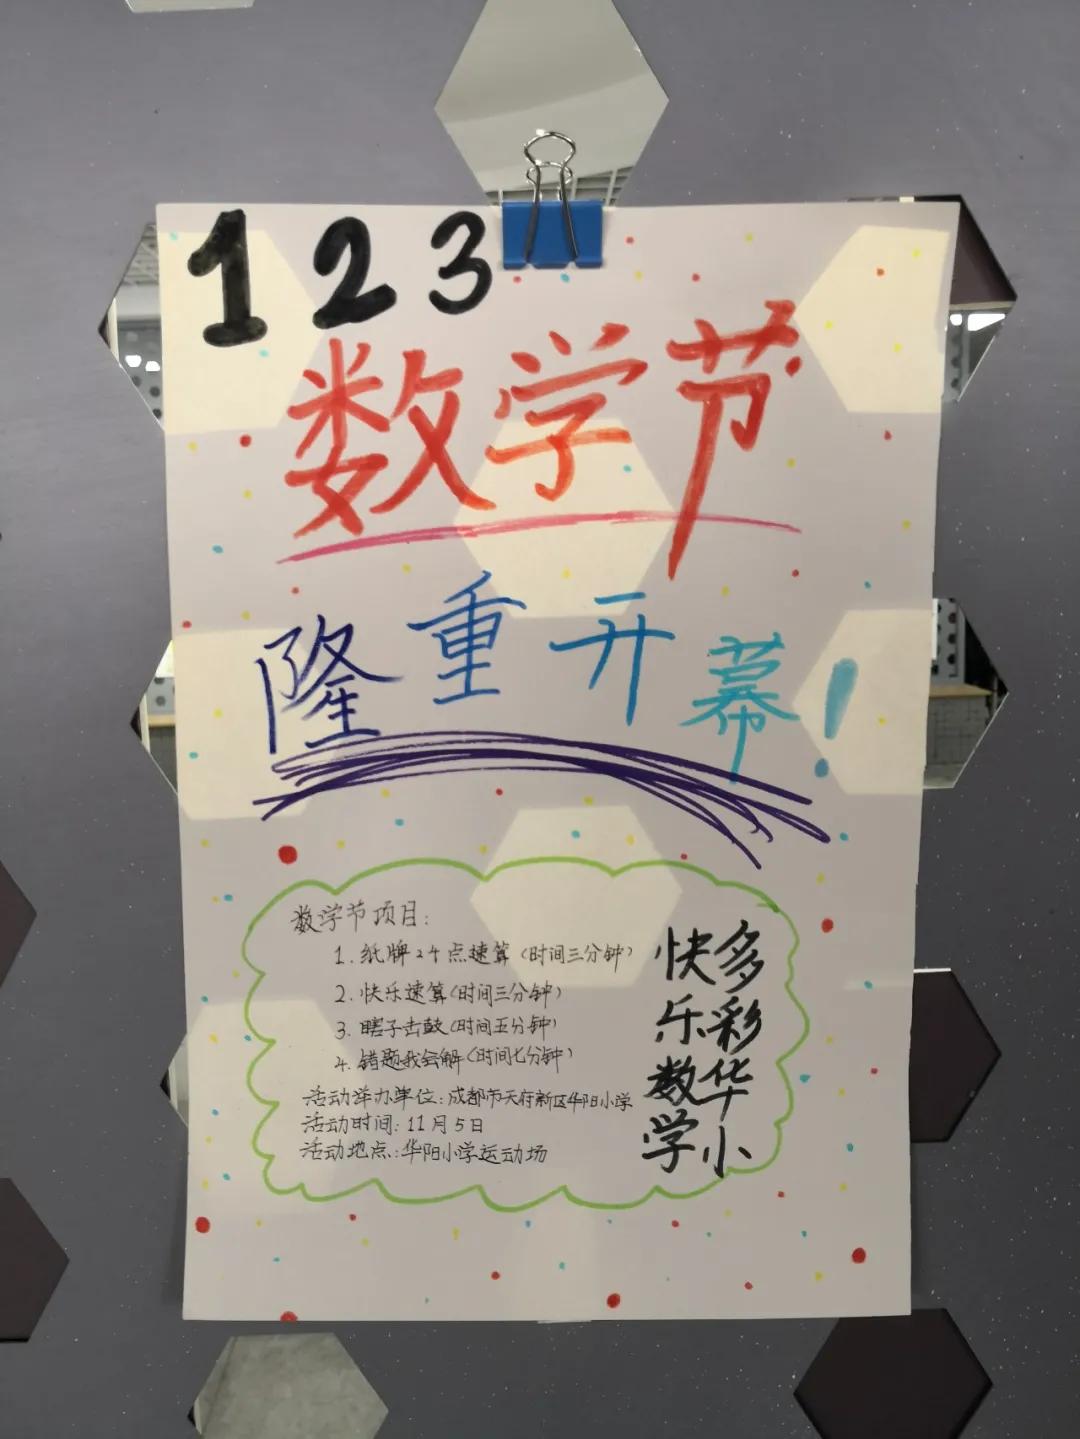 123
数学节
隆重开幕!
数学节项目:
1. 纸牌24点速算(时间三分钟)
2. 快乐速算(时间三分钟)
3. 瞎子击鼓(时间五分钟)
4. 错题我会解(时间七分钟)
活动举办单位:成都市天府新区华阳小学
活动时间: 11月5日
活动地点:华阳小学运动场
多彩华小
快乐数学